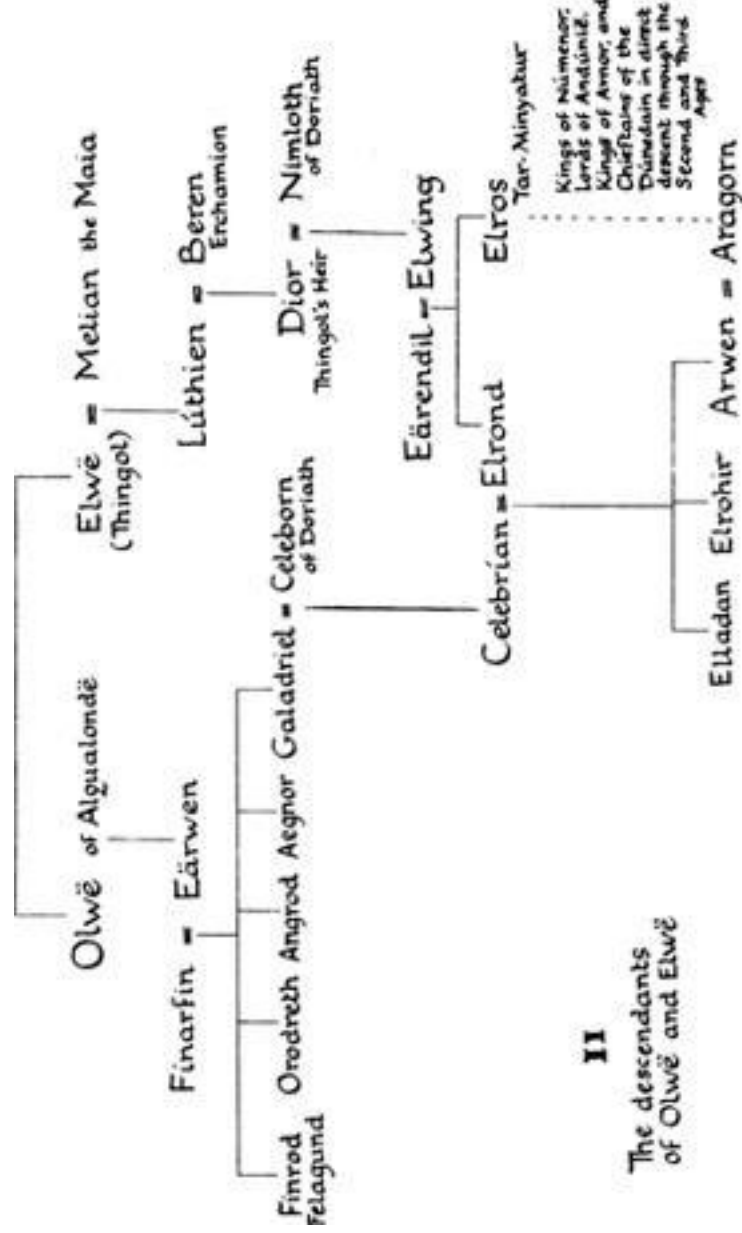 Olwë of Alqualondë
Elwë = Melian the Maia
(Thingol)
Finarfin = Eärwen
Lúthien = Beren
Erchamion
Finrod
Felagund
Orodreth Angrod Aegnor Galadriel = Celeborn
of Doriath
Dior = Nimloth
Thingol's Heir
of Doriath
Eärendil = Elwing
Celebrían = Elrond
Elros
Tar-Minyatur
Kings of Númenor,
Lords of Andúnië,
Kings of Arnor, and
Chieftains of the
Dúnedain in direct
descent through the
Second and Third
Ages
Elladan Elrohir Arwen = Aragorn
II
The descendants
of Olwë and Elwë